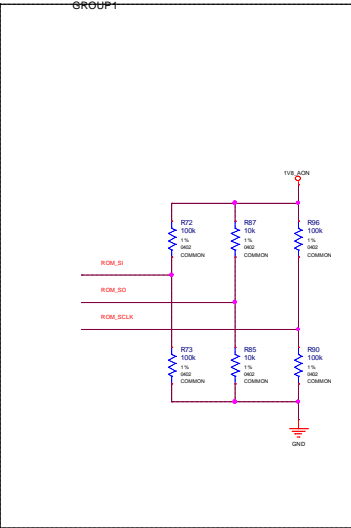 GROUP1
1V8_AON
R72
100k
1%
0402
COMMON
R87
10k
1%
0402
COMMON
R96
100k
1%
0402
COMMON
ROM_SI
ROM_SO
ROM_SCLK
R73
100k
1%
0402
COMMON
R85
10k
1%
0402
COMMON
R90
100k
1%
0402
COMMON
GND